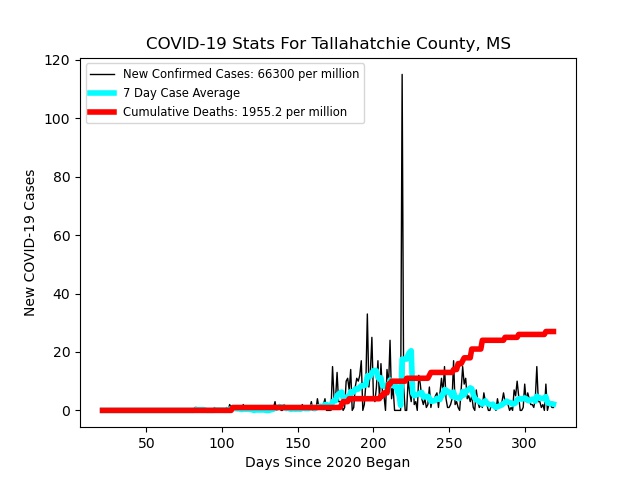 COVID-19 Stats For Tallahatchie County, MS
New Confirmed Cases: 66300 per million
7 Day Case Average
Cumulative Deaths: 1955.2 per million
New COVID-19 Cases
120
100
80
60
40
20
0
50
100
150
200
250
300
Days Since 2020 Began